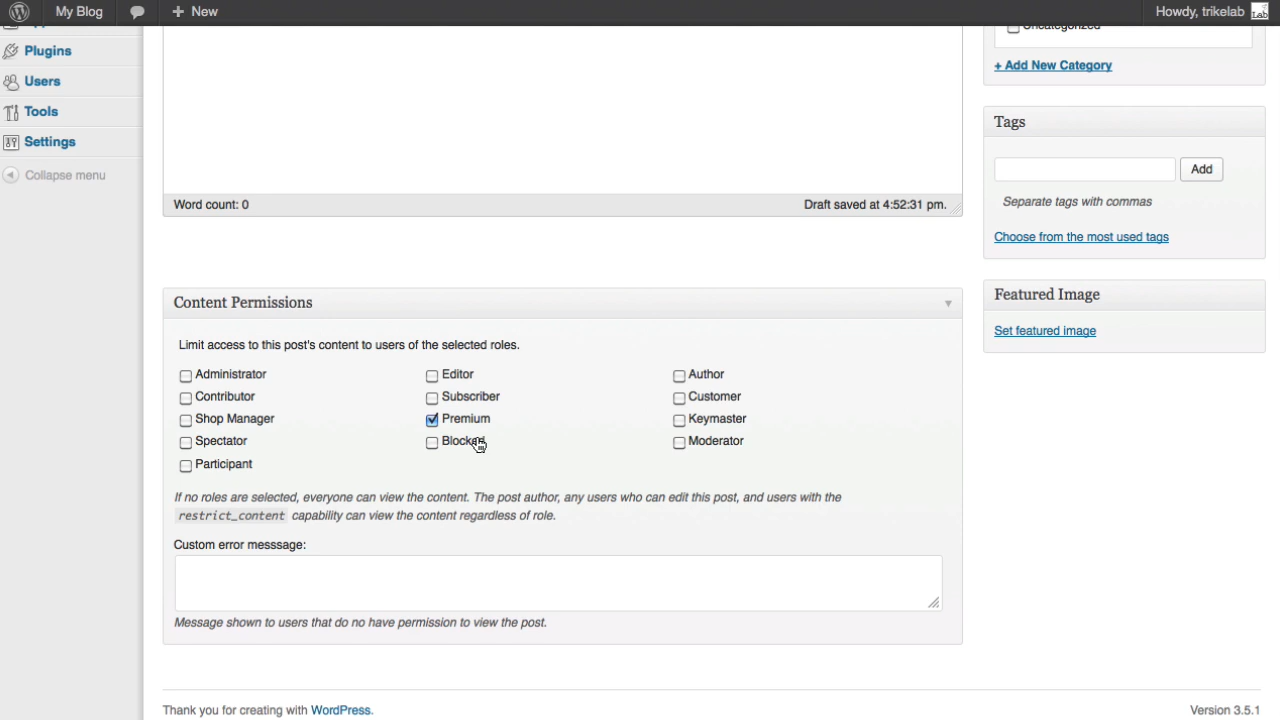 My Blog
New
Howdy, trikelab
Lab
Plugins
Users
Tools
Settings
Collapse menu
Word count: 0
Draft saved at 4:52:31 pm.
+ Add New Category
Tags
Add
Separate tags with commas
Choose from the most used tags
Featured Image
Set featured image
Content Permissions
Limit access to this post's content to users of the selected roles.
Administrator
Editor
Author
Contributor
Subscriber
Customer
Shop Manager
Premium
Keymaster
Spectator
Blocked
Moderator
Participant
If no roles are selected, everyone can view the content. The post author, any users who can edit this post, and users with the
restrict_content capability can view the content regardless of role.
Custom error messsage:
Message shown to users that do no have permission to view the post.
Thank you for creating with WordPress.
Version 3.5.1